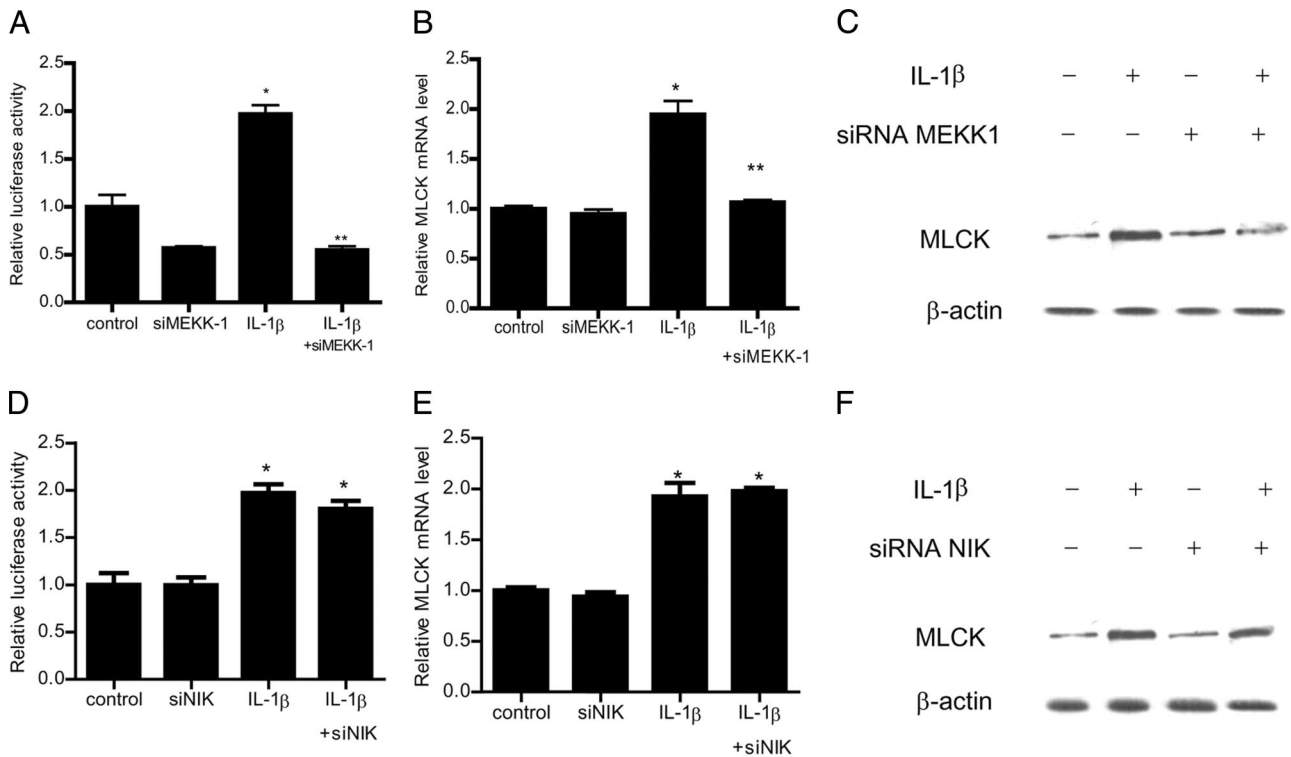 A
Relative luciferase activity
2.5
2.0
1.5
1.0
0.5
0.0
*
**
control siMEKK-1 IL-1β IL-1β
+siMEKK-1
B
Relative MLCK mRNA level
2.5
2.0
1.5
1.0
0.5
0.0
*
**
control siMEKK-1 IL-1β IL-1β
+siMEKK-1
C
IL-1β − + − +
siRNA MEKK1 − − + +
MLCK
β-actin
D
Relative luciferase activity
2.5
2.0
1.5
1.0
0.5
0.0
* *
control siNIK IL-1β IL-1β
+siNIK
E
Relative MLCK mRNA level
2.5
2.0
1.5
1.0
0.5
0.0
* *
control siNIK IL-1β IL-1β
+siNIK
F
IL-1β − + − +
siRNA NIK − − + +
MLCK
β-actin